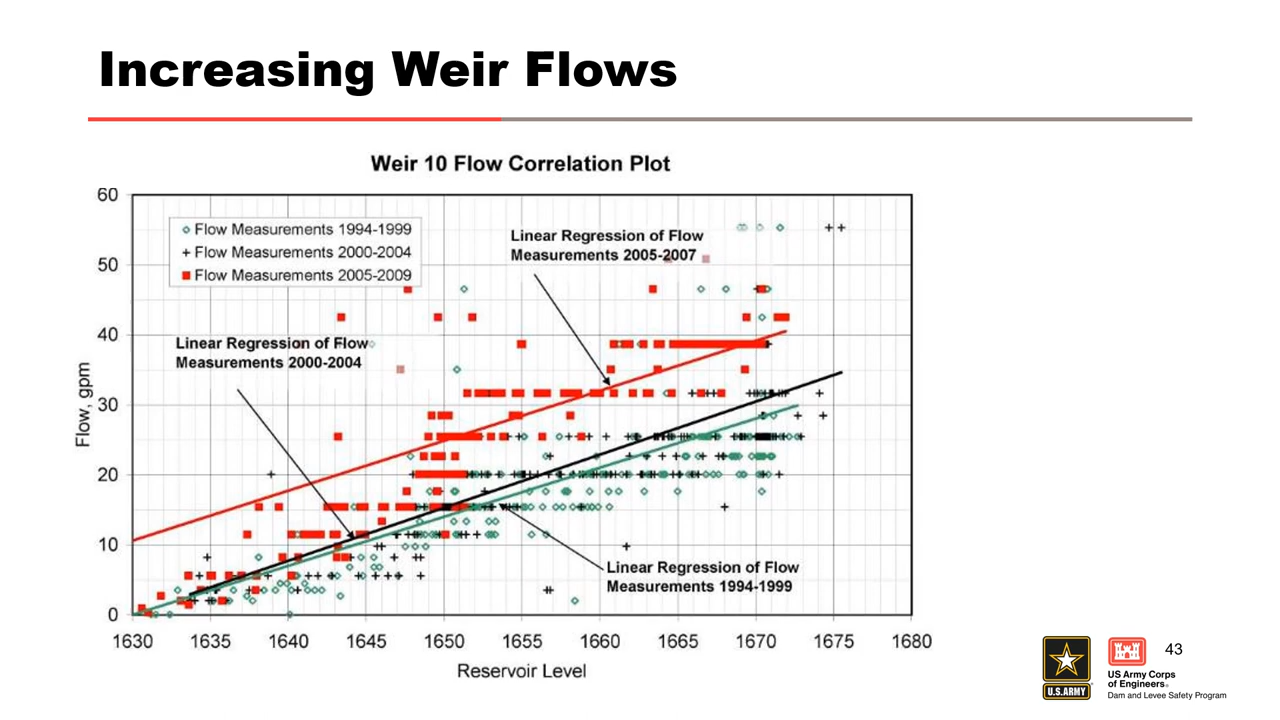 Increasing Weir Flows
Weir 10 Flow Correlation Plot
60
50
40
30
20
10
0
Flow, gpm
Flow Measurements 1994-1999
Flow Measurements 2000-2004
Flow Measurements 2005-2009
Linear Regression of Flow
Measurements 2005-2007
Linear Regression of Flow
Measurements 2000-2004
Linear Regression of Flow
Measurements 1994-1999
1630 1635 1640 1645 1650 1655 1660 1665 1670 1675 1680
Reservoir Level
U.S.ARMY
US Army Corps
of Engineers®
Dam and Levee Safety Program
43